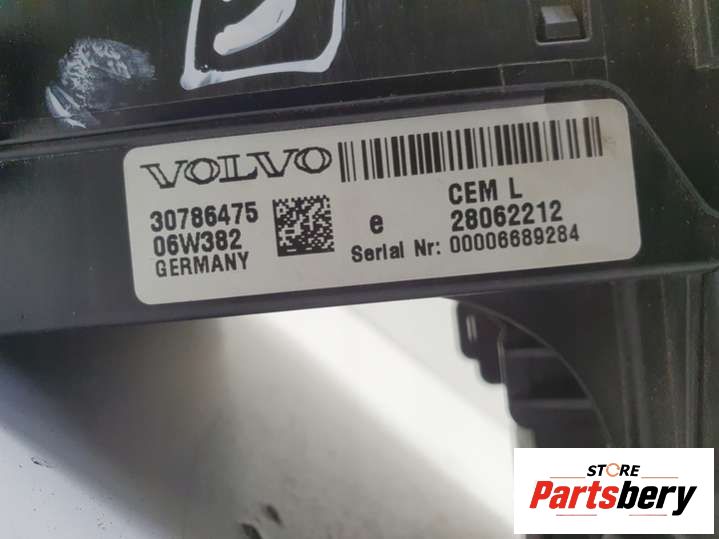 VOLVO
30786475
06W382
GERMANY
e
CEM L
28062212
Serial Nr: 00006689284
STORE
Partsbery